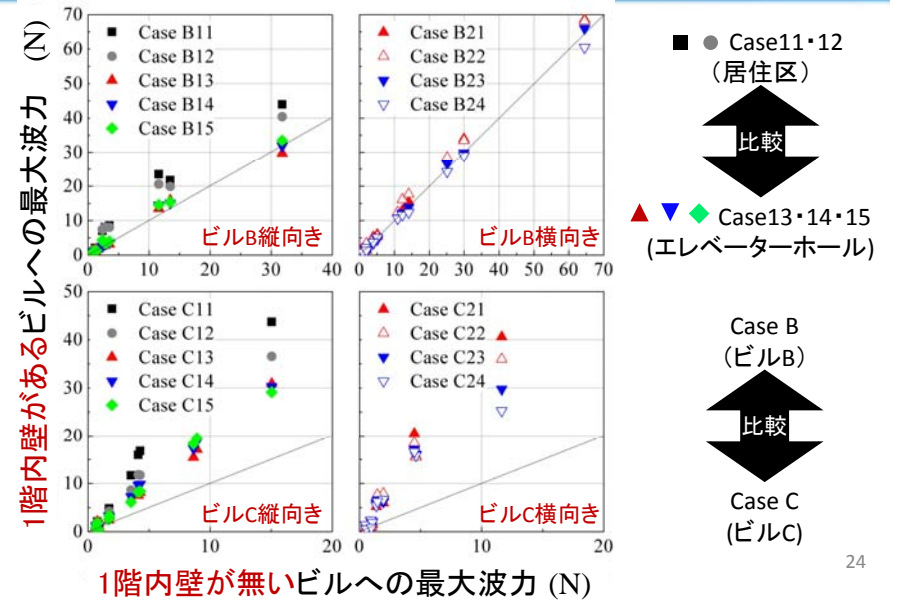 1階内壁があるビルへの最大波力 (N)
70
60
50
40
30
20
10
0
Case B11
Case B12
Case B13
Case B14
Case B15
ビルB縦向き
0 10 20 30 40
Case B21
Case B22
Case B23
Case B24
ビルB横向き
0 10 20 30 40 50 60 70
50
40
30
20
10
0
Case C11
Case C12
Case C13
Case C14
Case C15
ビルC縦向き
0 10
Case C21
Case C22
Case C23
Case C24
ビルC横向き
0 10 20
1階内壁が無いビルへの最大波力 (N)
Case11・12
（居住区）
比較
Case13・14・15
(エレベーターホール)
Case B
（ビルB）
比較
Case C
(ビルC)
24